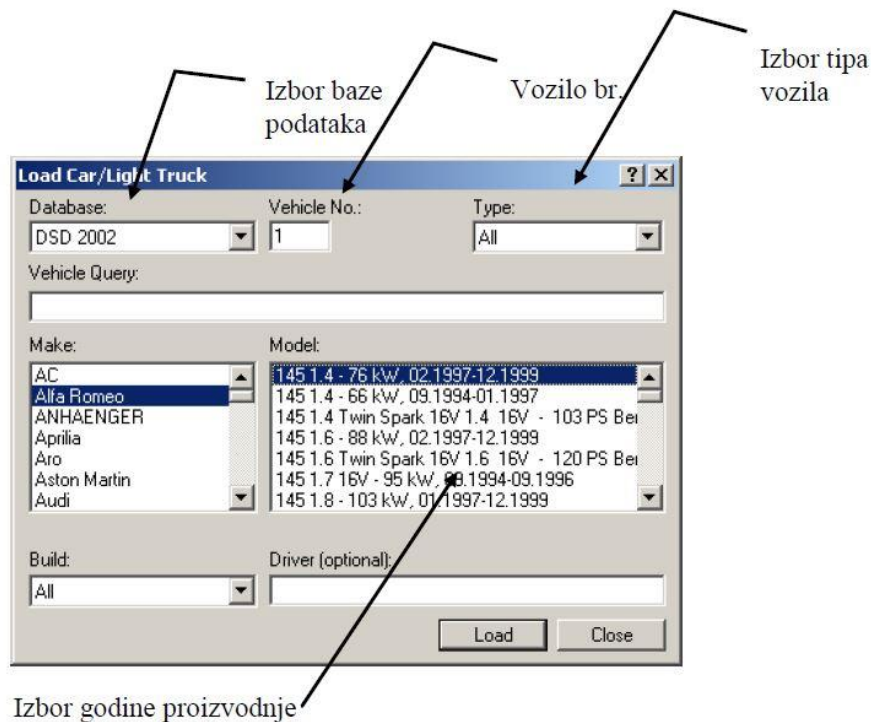 Izbor baze
podataka
Vozilo br.
Izbor tipa
vozila
Load Car/Light Truck
Database:
Vehicle No.:
Type:
DSD 2002
1
All
Vehicle Query:
Make:
Model:
AC
Alfa Romeo
ANHAENGER
Aprilia
Aro
Aston Martin
Audi
145 1.4 - 76 kW, 02.1997-12.1999
145 1.4 - 66 kW, 09.1994-01.1997
145 1.4 Twin Spark 16V 1.4 16V - 103 PS Ber
145 1.6 - 88 kW, 02.1997-12.1999
145 1.6 Twin Spark 16V 1.6 16V - 120 PS Ber
145 1.7 16V - 95 kW, 09.1994-09.1996
145 1.8 - 103 kW, 01.1997-12.1999
Build:
Driver (optional):
All
Load
Close
Izbor godine proizvodnje